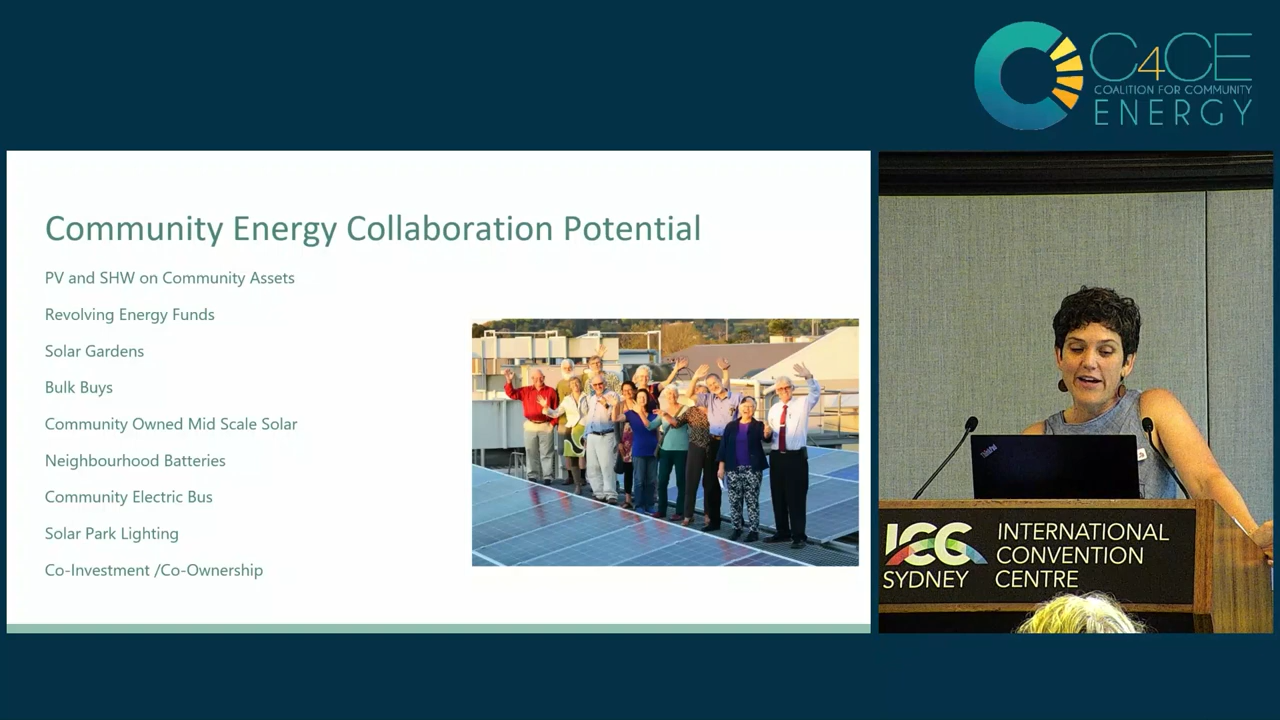 C4CE
COALITION FOR COMMUNITY
ENERGY
Community Energy Collaboration Potential
PV and SHW on Community Assets
Revolving Energy Funds
Solar Gardens
Bulk Buys
Community Owned Mid Scale Solar
Neighbourhood Batteries
Community Electric Bus
Solar Park Lighting
Co-Investment /Co-Ownership
ThinkPad
ICC
SYDNEY
INTERNATIONAL
CONVENTION
CENTRE